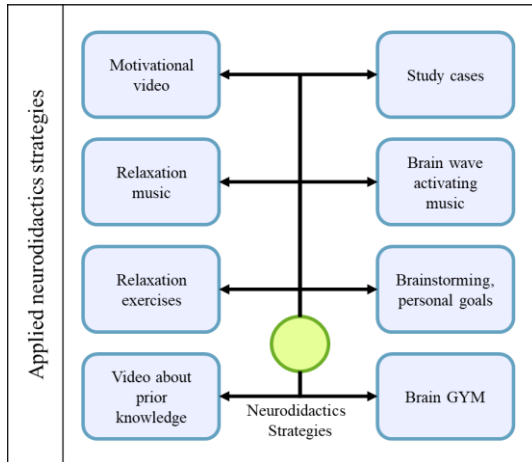 Applied neurodidactics strategies
Motivational
video
Study cases
Relaxation
music
Brain wave
activating
music
Relaxation
exercises
Brainstorming,
personal goals
Video about
prior
knowledge
Neurodidactics
Strategies
Brain GYM